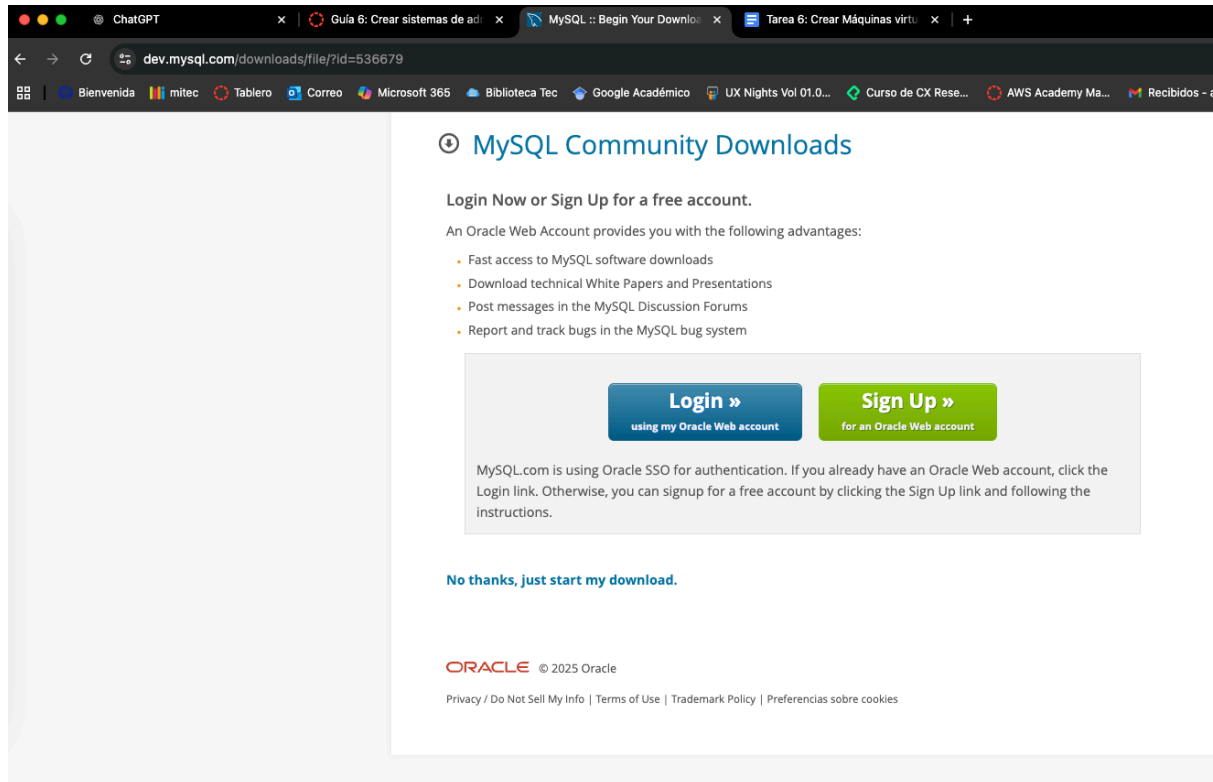 ChatGPT
Guía 6: Crear sistemas de ad
MySQL :: Begin Your Downloa
Tarea 6: Crear Máquinas virtu
dev.mysql.com/downloads/file/?id=536679
Bienvenida mitec Tablero Correo Microsoft 365 Biblioteca Tec Google Académico UX Nights Vol 01.0... Curso de CX Rese... AWS Academy Ma... Recibidos - a
MySQL Community Downloads
Login Now or Sign Up for a free account.
An Oracle Web Account provides you with the following advantages:
Fast access to MySQL software downloads
Download technical White Papers and Presentations
Post messages in the MySQL Discussion Forums
Report and track bugs in the MySQL bug system
Login »
using my Oracle Web account
Sign Up »
for an Oracle Web account
MySQL.com is using Oracle SSO for authentication. If you already have an Oracle Web account, click the
Login link. Otherwise, you can signup for a free account by clicking the Sign Up link and following the
instructions.
No thanks, just start my download.
ORACLE © 2025 Oracle
Privacy / Do Not Sell My Info | Terms of Use | Trademark Policy | Preferencias sobre cookies